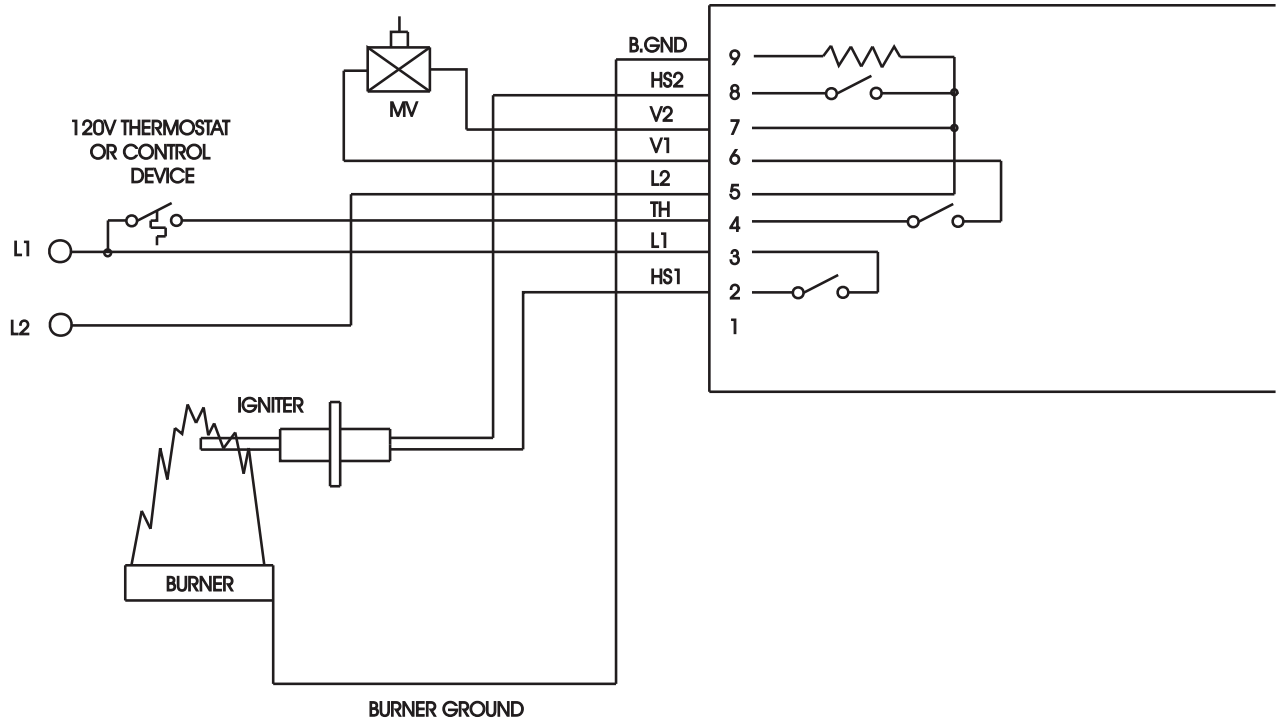 B.GND
9
HS2
8
MV
V2
7
120V THERMOSTAT
OR CONTROL
DEVICE
V1
6
L2
5
TH
4
L1
L1
3
HS1
2
L2
1
IGNITER
BURNER
BURNER GROUND